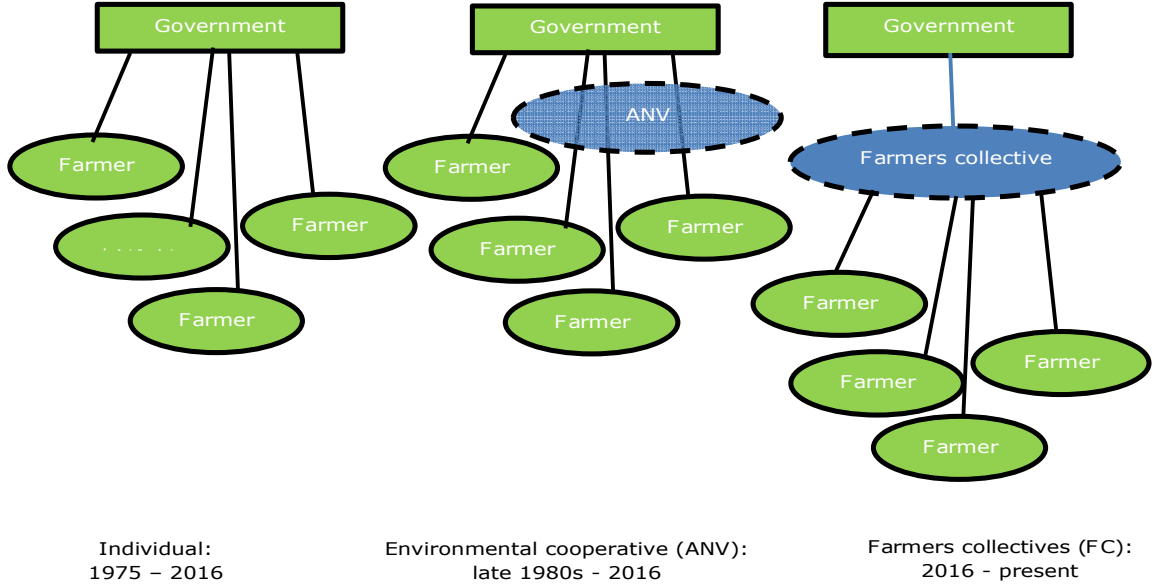 Government
Farmer
Farmer
Farmer
Government
ANV
Farmer
Farmer
Farmer
Farmer
Government
Farmers collective
Farmer
Farmer
Farmer
Farmer
Individual:
1975 – 2016
Environmental cooperative (ANV):
late 1980s - 2016
Farmers collectives (FC):
2016 - present